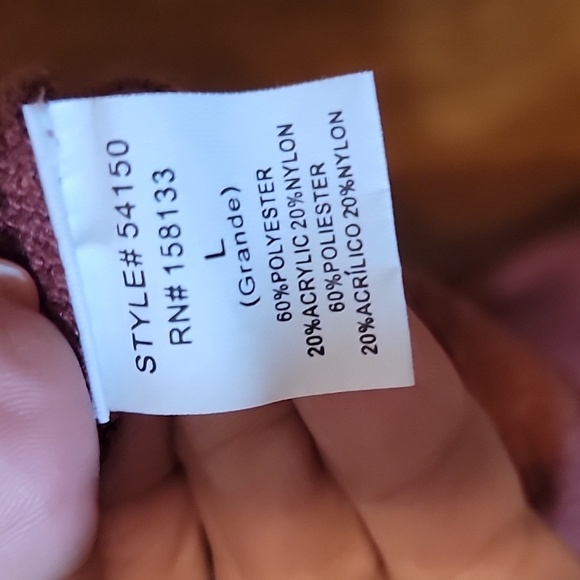 STYLE# 54150
RN# 158133
L
(Grande)
60%POLYESTER
20%ACRYLIC 20%NYLON
60%POLIESTER
20%ACRÍLICO 20%NYLON